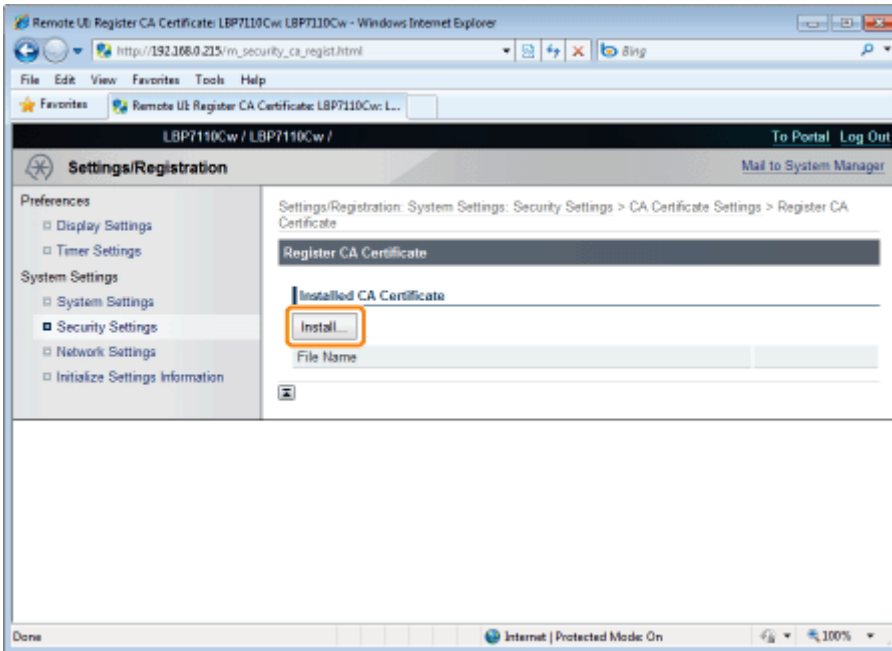 Remote UI: Register CA Certificate: LBP7110Cw: LBP7110Cw - Windows Internet Explorer
http://192.168.0.215/m_security_ca_regist.html
Bing
File Edit View Favorites Tools Help
Favorites Remote UI: Register CA Certificate: LBP7110Cw: L...
LBP7110Cw / LBP7110Cw / To Portal Log Out
Settings/Registration Mail to System Manager
Preferences
Display Settings
Timer Settings
System Settings
System Settings
Security Settings
Network Settings
Initialize Settings Information
Settings/Registration: System Settings: Security Settings > CA Certificate Settings > Register CA
Certificate
Register CA Certificate
Installed CA Certificate
Install...
File Name
Done Internet | Protected Mode: On 100%